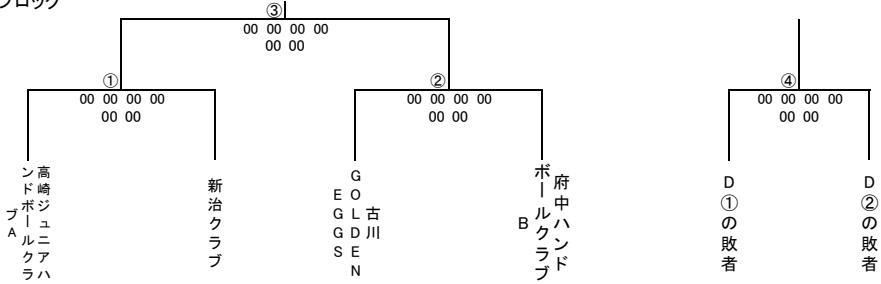 ブロック
③
00 00 00 00
00 00
①
00 00 00 00
00 00
②
00 00 00 00
00 00
④
00 00 00 00
00 00
高崎ジュニアハ
ンドボールクラ
ブA
新治クラブ
古川
GOLDEN
EGGS
府中ハンド
ボールクラブ
B
D①の敗者
D②の敗者